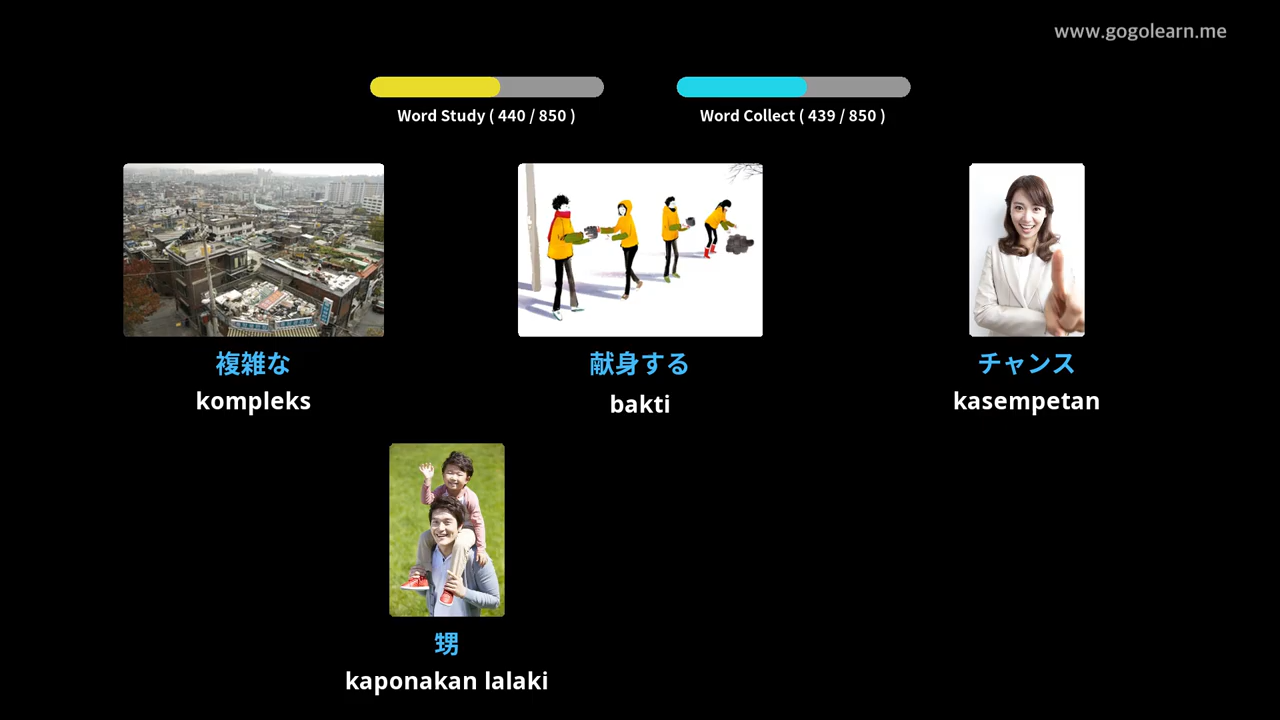 www.gogolearn.me
Word Study ( 440 / 850 )
Word Collect ( 439 / 850 )
複雑な
kompleks
献身する
bakti
チャンス
kasempetan
甥
kaponakan lalaki